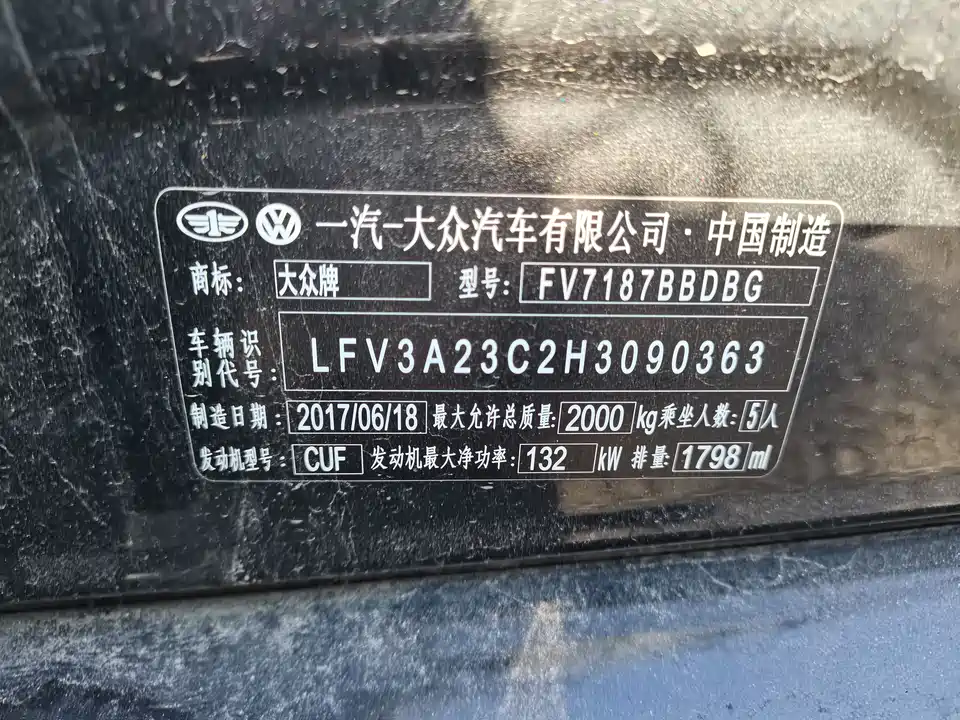 一汽-大众汽车有限公司·中国制造
商标: 大众牌 型号: FV7187BBDBG
车辆识别代号: LFV3A23C2H3090363
制造日期: 2017/06/18 最大允许总质量: 2000 kg 乘坐人数: 5人
发动机型号: CUF 发动机最大净功率: 132 kW 排量: 1798 ml